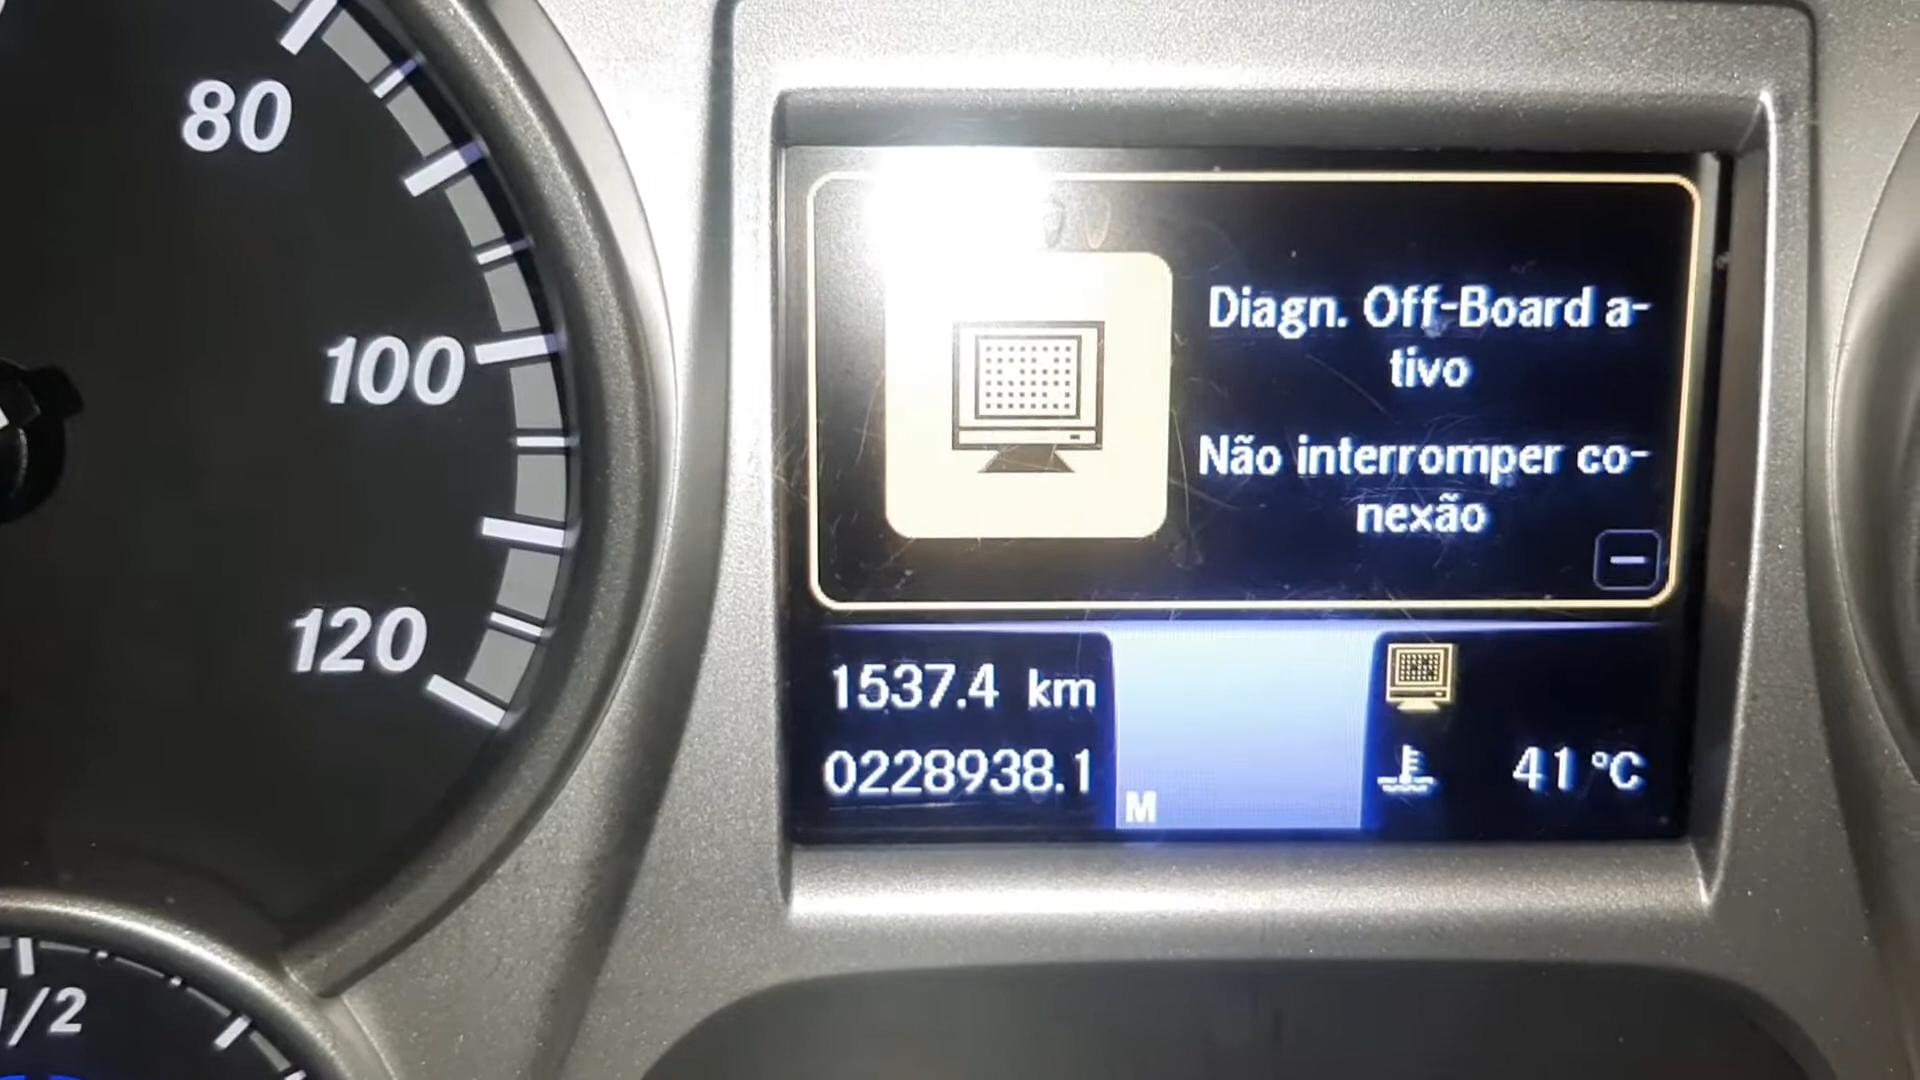 80
100
120
1/2
Diagn. Off-Board a-
tivo
Não interromper co-
nexão
1537.4 km
0228938.1
M
41 °C